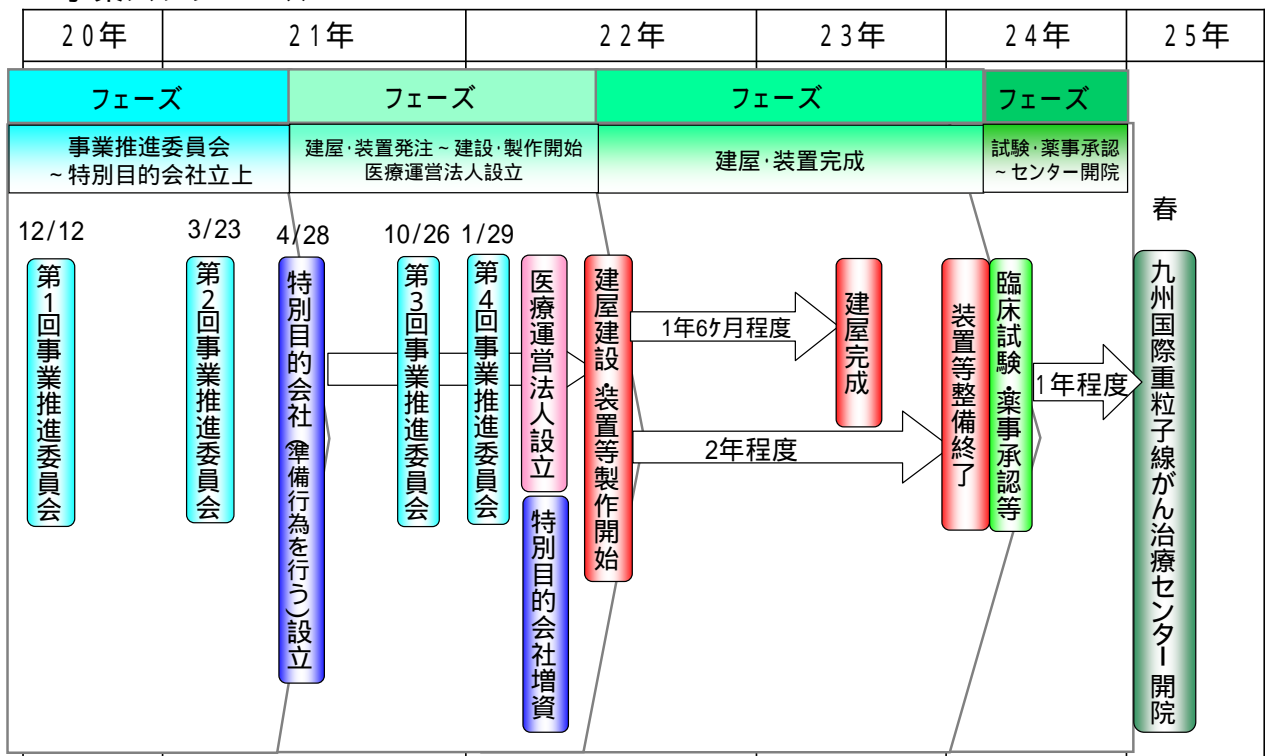 20年
21年
22年
23年
24年
25年
フェーズ
フェーズ
フェーズ
フェーズ
事業推進委員会
~特別目的会社立上
建屋・装置発注~建設・製作開始
医療運営法人設立
建屋・装置完成
試験・薬事承認
~センター開院
春
12/12
3/23
4/28
10/26
1/29
第1回事業推進委員会
第2回事業推進委員会
特別目的会社(準備行為を行う)設立
第3回事業推進委員会
第4回事業推進委員会
医療運営法人設立
特別目的会社増資
建屋建設・装置等製作開始
1年6ケ月程度
2年程度
建屋完成
装置等整備終了
臨床試験・薬事承認等
1年程度
九州国際重粒子線がん治療センター開院